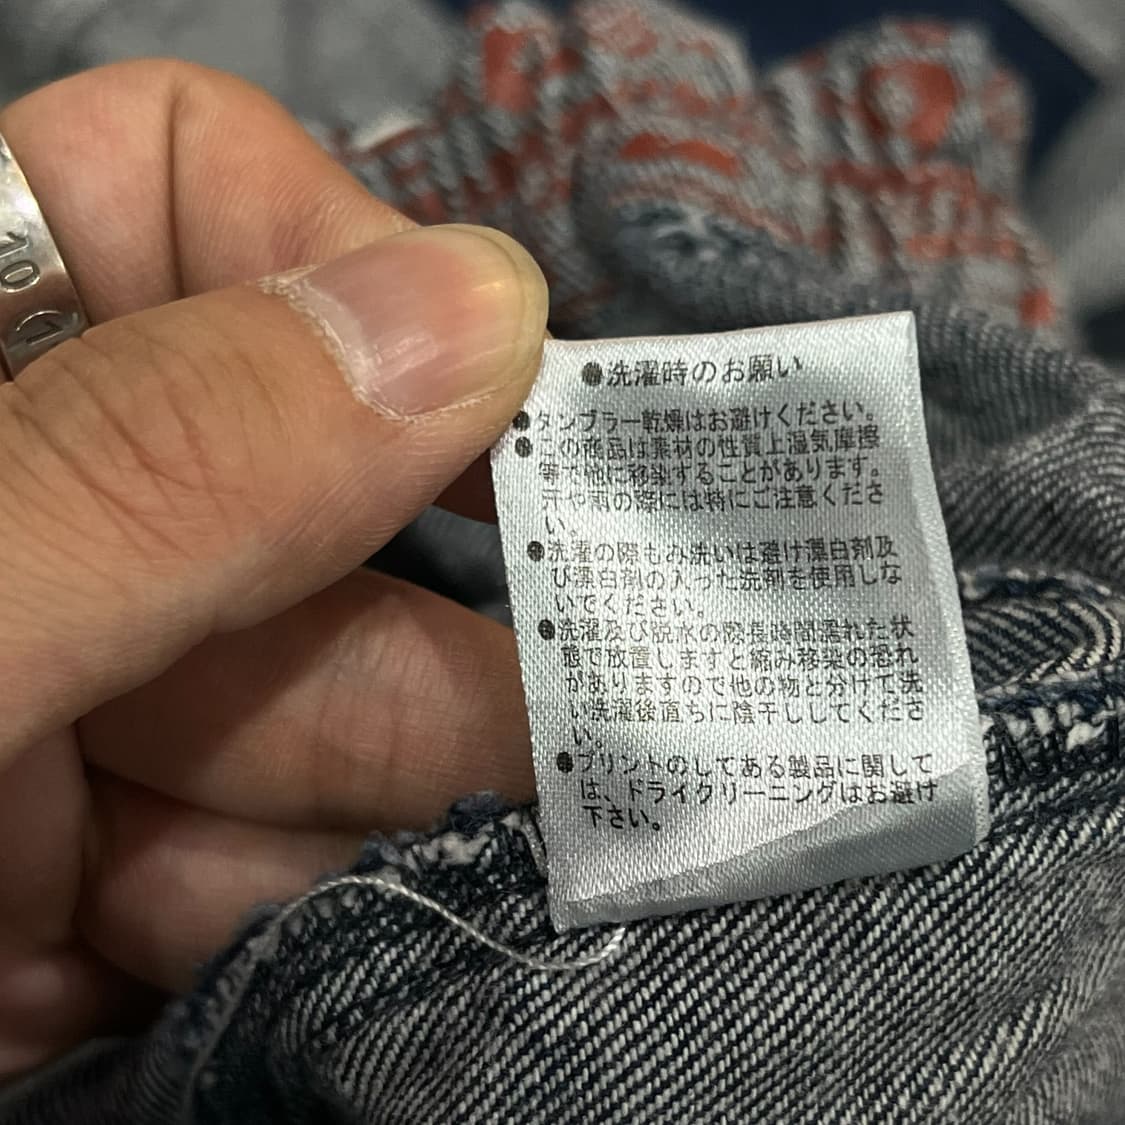 10
●洗濯時のお願い
●タンブラー乾燥はお避けください。
●この商品は素材の性質上湿気摩擦
等で他に移染することがあります。
汗や雨の際には特にご注意くださ
い。
●洗濯の際もみ洗いは避け漂白剤及
び漂白剤の入った洗剤を使用しな
いでください。
●洗濯及び脱水の際長時間濡れた状
態で放置しますと縮み移染の恐れ
がありますので他の物と分けて洗
い洗濯後直ちに陰干ししてくださ
い。
●プリントのしてある製品に関して
は、ドライクリーニングはお避け
下さい。